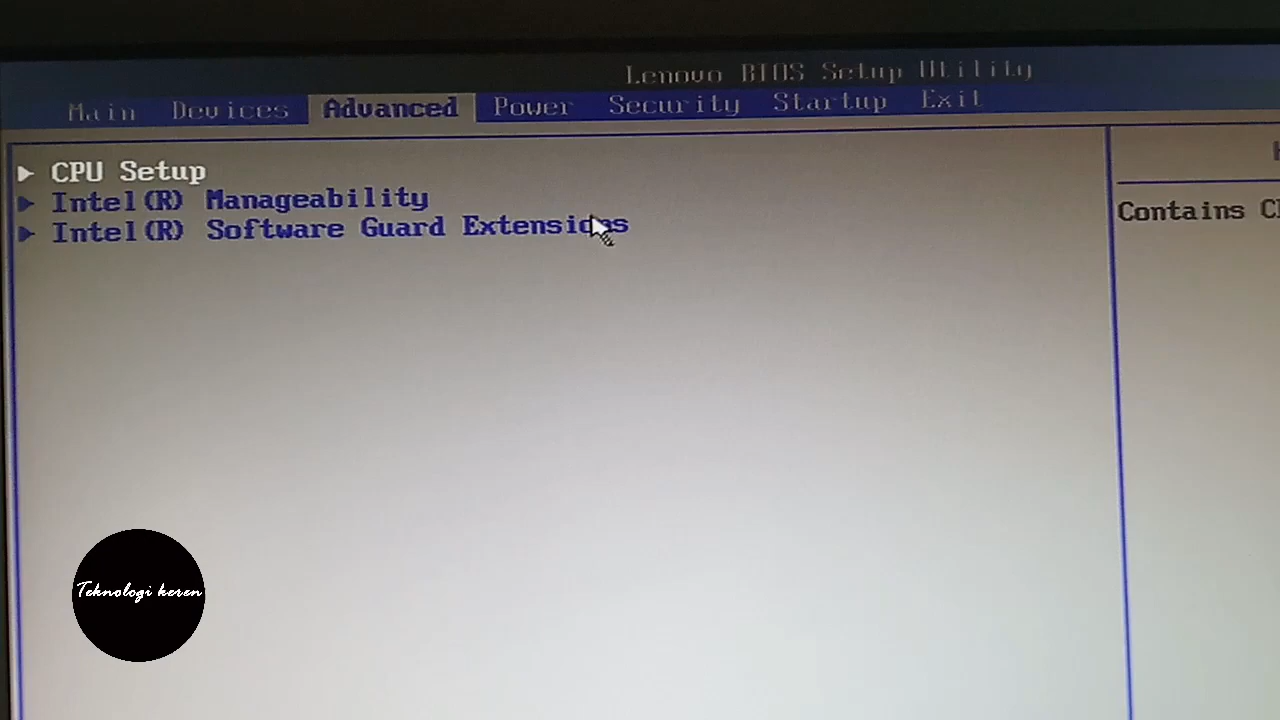 Lenovo BIOS Setup Utility
Main Devices Advanced Power Security Startup Exit
CPU Setup
Intel(R) Manageability
Intel(R) Software Guard Extensions
Contains
Teknologi keren